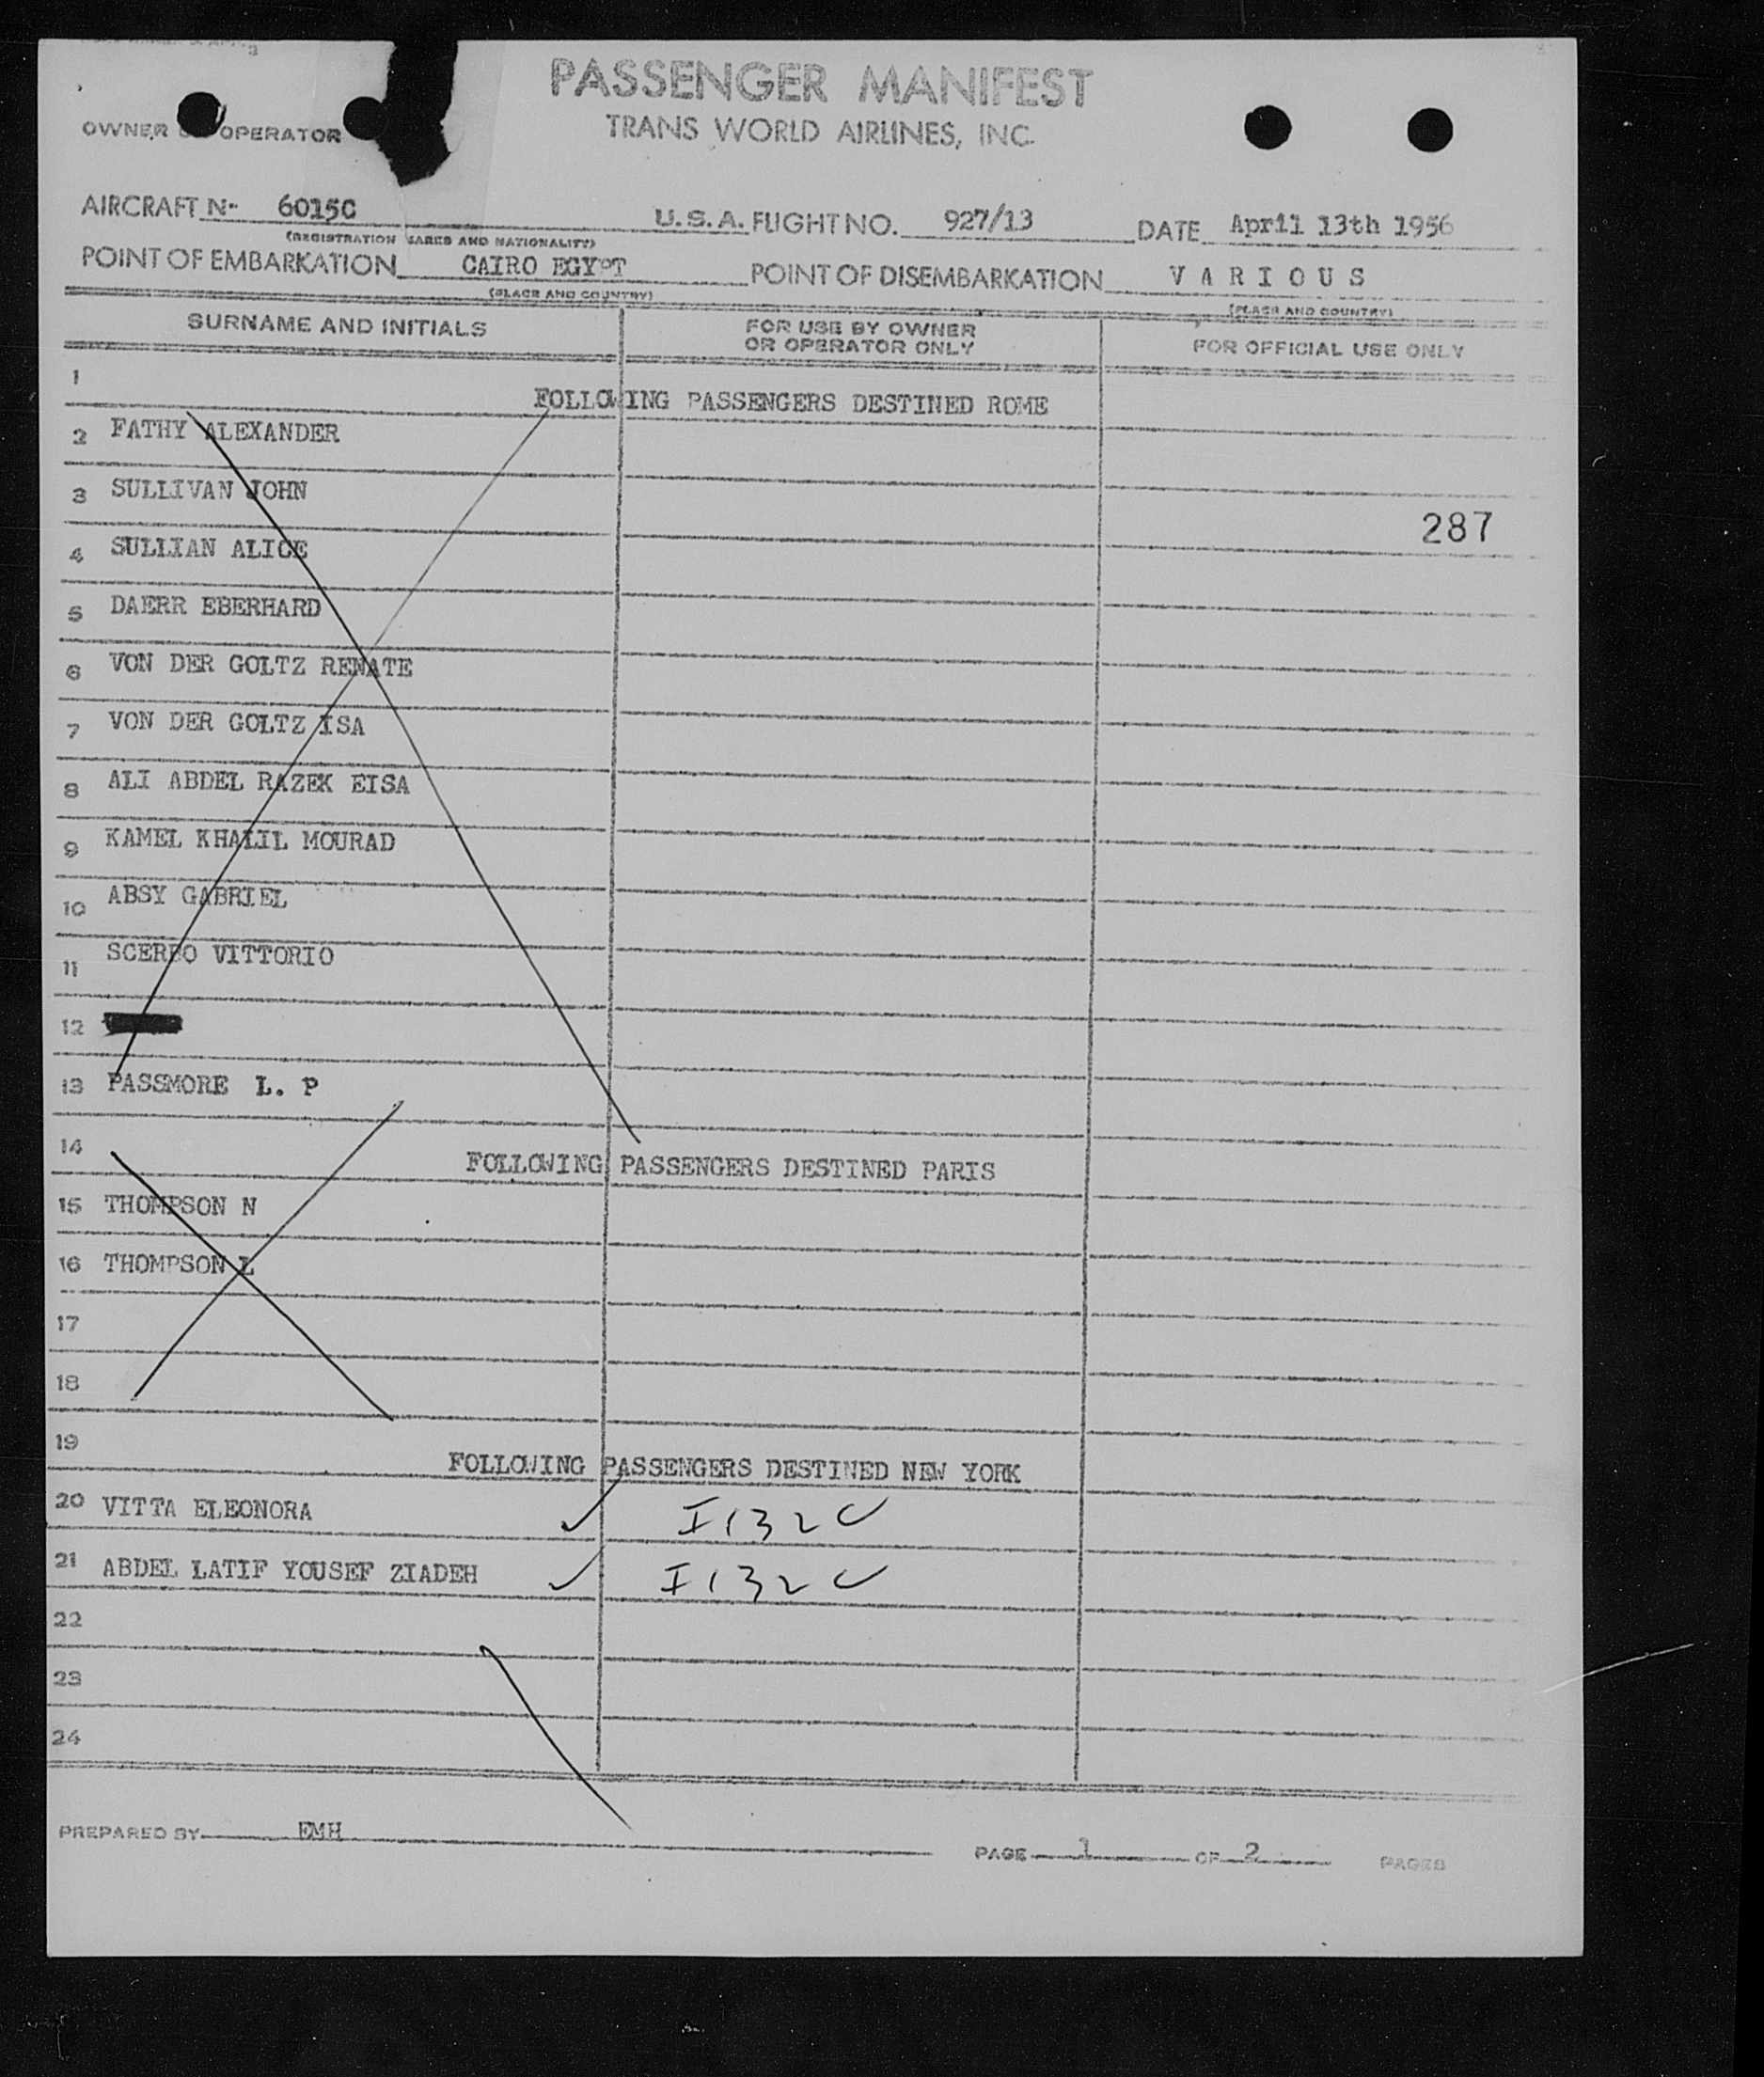 PASSENGER MANIFEST
TRANS WORLD AIRLINES, INC.
OWNER OPERATOR
AIRCRAFT No. 6015C U.S.A. FLIGHT NO. 927/13 DATE April 13th 1956
(REGISTRATION MARKS AND NATIONALITY)
POINT OF EMBARKATION CAIRO EGYPT POINT OF DISEMBARKATION VARIOUS
(PLACE AND COUNTRY) (PLACE AND COUNTRY)
SURNAME AND INITIALS FOR USE BY OWNER OR OPERATOR ONLY FOR OFFICIAL USE ONLY
1 FOLLOWING PASSENGERS DESTINED ROME
2 FATHY ALEXANDER
3 SULLIVAN JOHN
287
4 SULLIAN ALICE
5 DAERR EBERHARD
6 VON DER GOLTZ RENATE
7 VON DER GOLTZ ISA
8 ALI ABDEL RAZEK EISA
9 KAMEL KHALIL MOURAD
10 ABSY GABRIEL
11 SCERBO VITTORIO
12
13 PASSMORE L. P
14 FOLLOWING PASSENGERS DESTINED PARIS
15 THOMPSON N
16 THOMPSON L
17
18
19 FOLLOWING PASSENGERS DESTINED NEW YORK
20 VITTA ELEONORA ✓ I132C
21 ABDEL LATIF YOUSEF ZIADEH ✓ I132C
22
23
24
PREPARED BY EMH PAGE 1 OF 2 PAGES